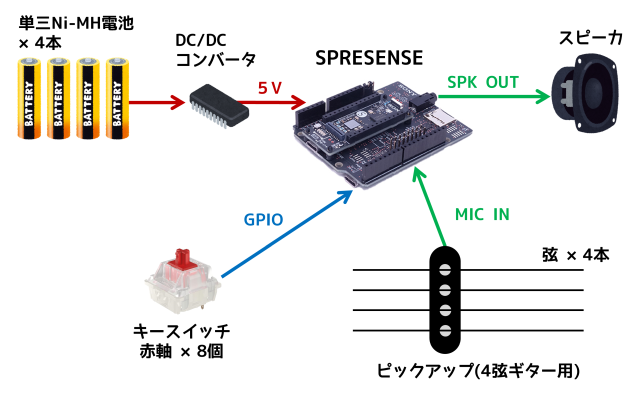 単三Ni-MH電池
× 4本
DC/DC
コンバータ
SPRESENSE
スピーカ
BATTERY
BATTERY
BATTERY
BATTERY
5V
SPK OUT
SONY
GPIO
MIC IN
弦 × 4本
キースイッチ
赤軸 × 8個
ピックアップ(4弦ギター用)